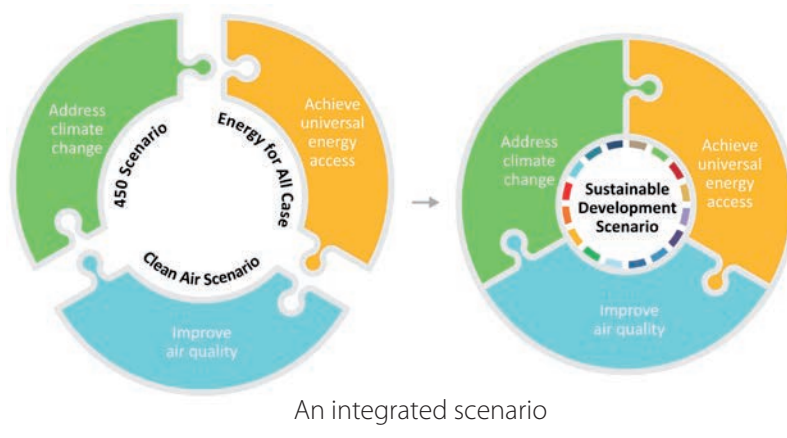 Address
climate
change
450 Scenario
Energy for All Case
Achieve
universal
energy
access
Clean Air Scenario
Improve
air quality
Address
climate
change
Sustainable
Development
Scenario
Achieve
universal
energy
access
Improve
air quality
An integrated scenario